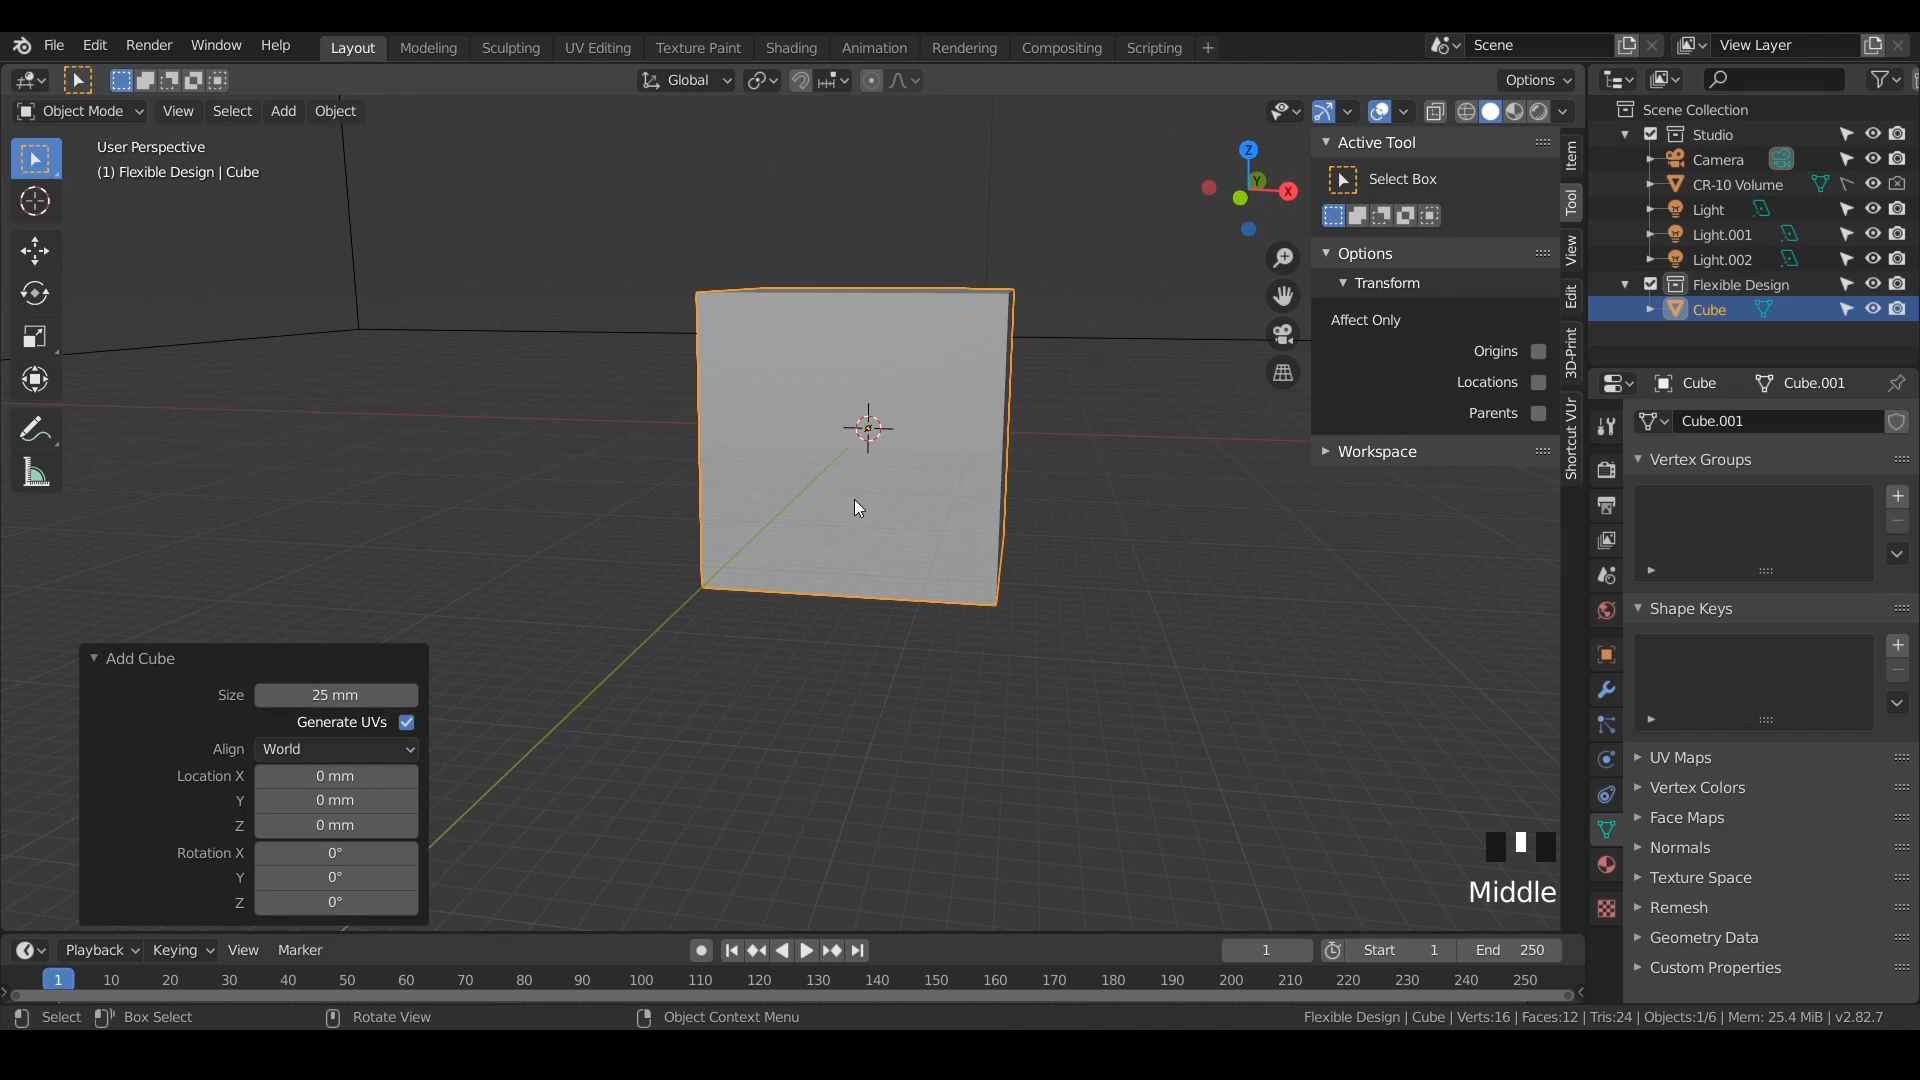 File Edit Render Window Help Layout Modeling Sculpting UV Editing Texture Paint Shading Animation Rendering Compositing Scripting + Scene View Layer
Global Options
Object Mode View Select Add Object
User Perspective
(1) Flexible Design | Cube
Z
Y
X
Active Tool
Select Box
Options
Transform
Affect Only
Origins
Locations
Parents
Workspace
Item
Tool
View
Edit
3D-Print
Shortcut VUr
Scene Collection
Studio
Camera
CR-10 Volume
Light
Light.001
Light.002
Flexible Design
Cube
Cube Cube.001
Cube.001
Vertex Groups
Shape Keys
UV Maps
Vertex Colors
Face Maps
Normals
Texture Space
Remesh
Geometry Data
Custom Properties
Add Cube
Size 25 mm
Generate UVs
Align World
Location X 0 mm
Y 0 mm
Z 0 mm
Rotation X 0°
Y 0°
Z 0°
Middle
Playback Keying View Marker 1 Start 1 End 250
1 10 20 30 40 50 60 70 80 90 100 110 120 130 140 150 160 170 180 190 200 210 220 230 240 250
Select Box Select Rotate View Object Context Menu Flexible Design | Cube | Verts:16 | Faces:12 | Tris:24 | Objects:1/6 | Mem: 25.4 MiB | v2.82.7